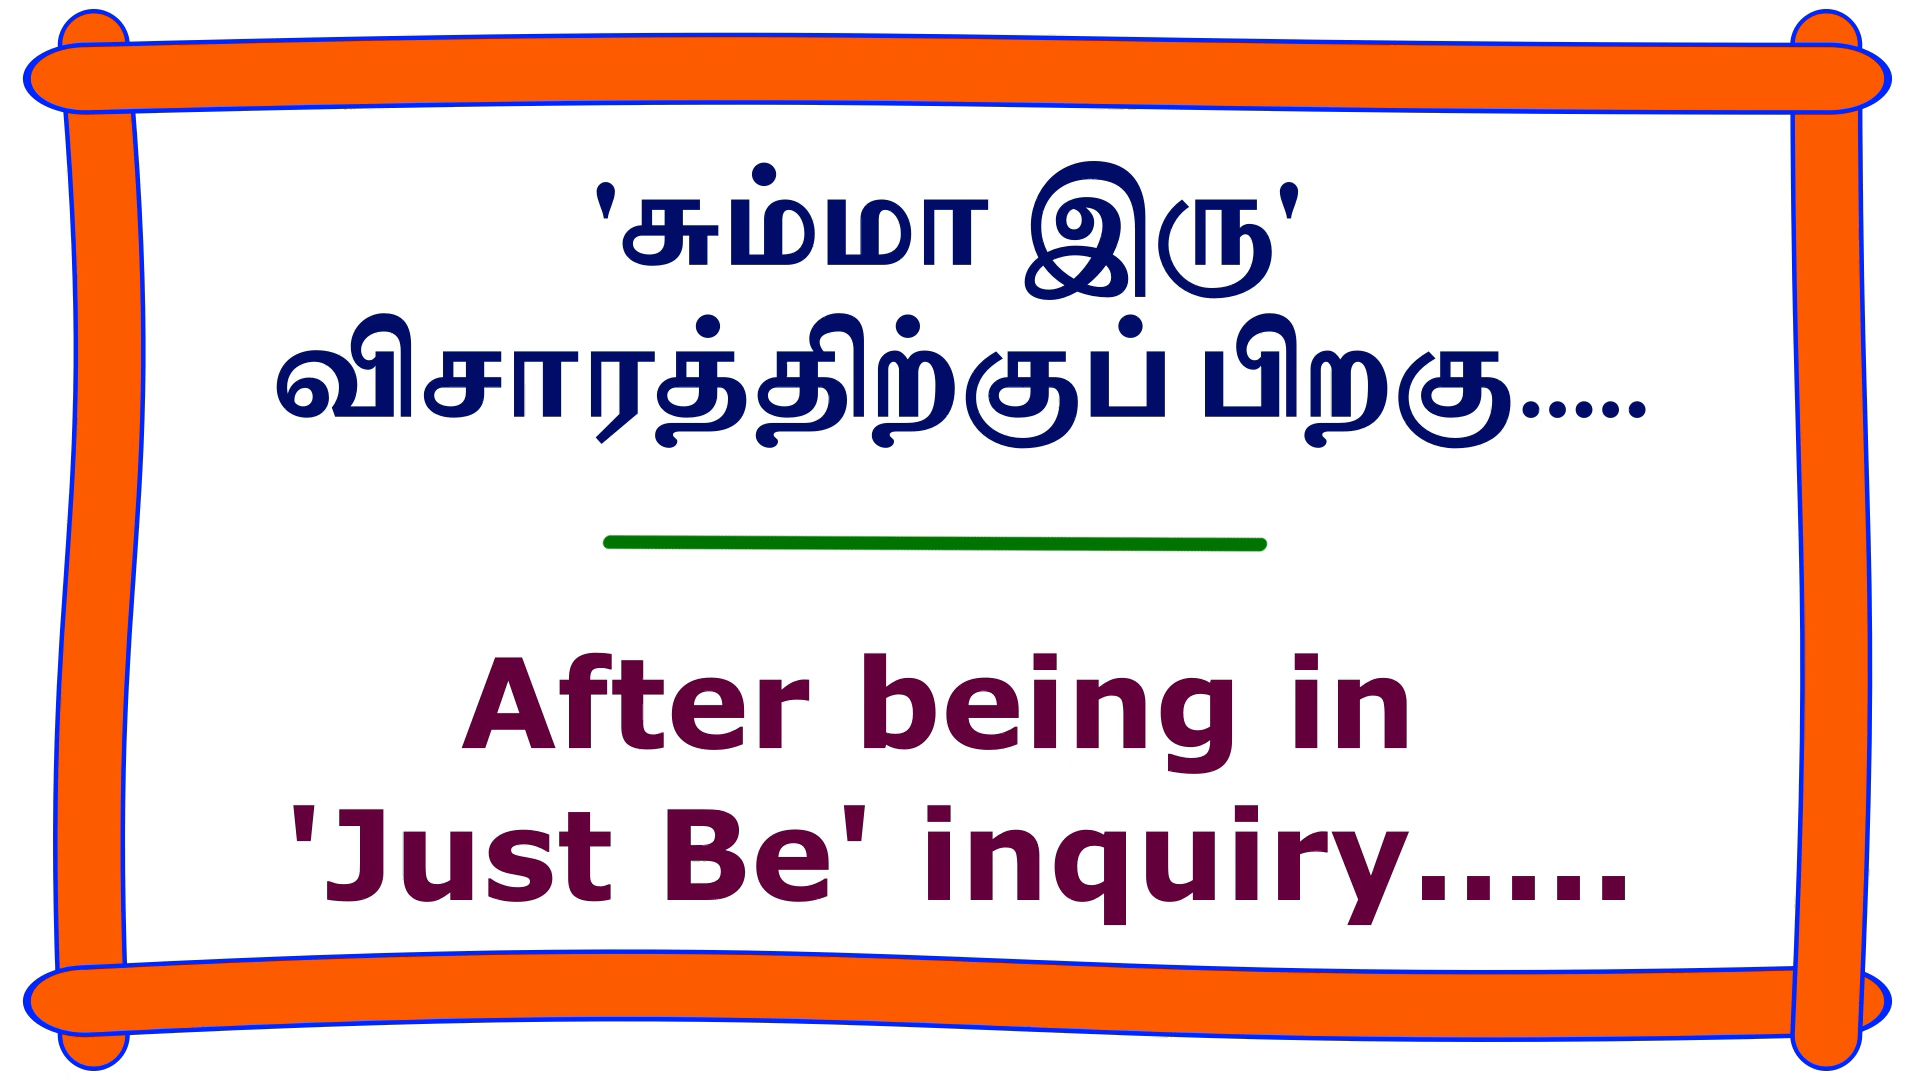 'சும்மா இரு'
விசாரத்திற்குப் பிறகு.....
After being in
'Just Be' inquiry.....